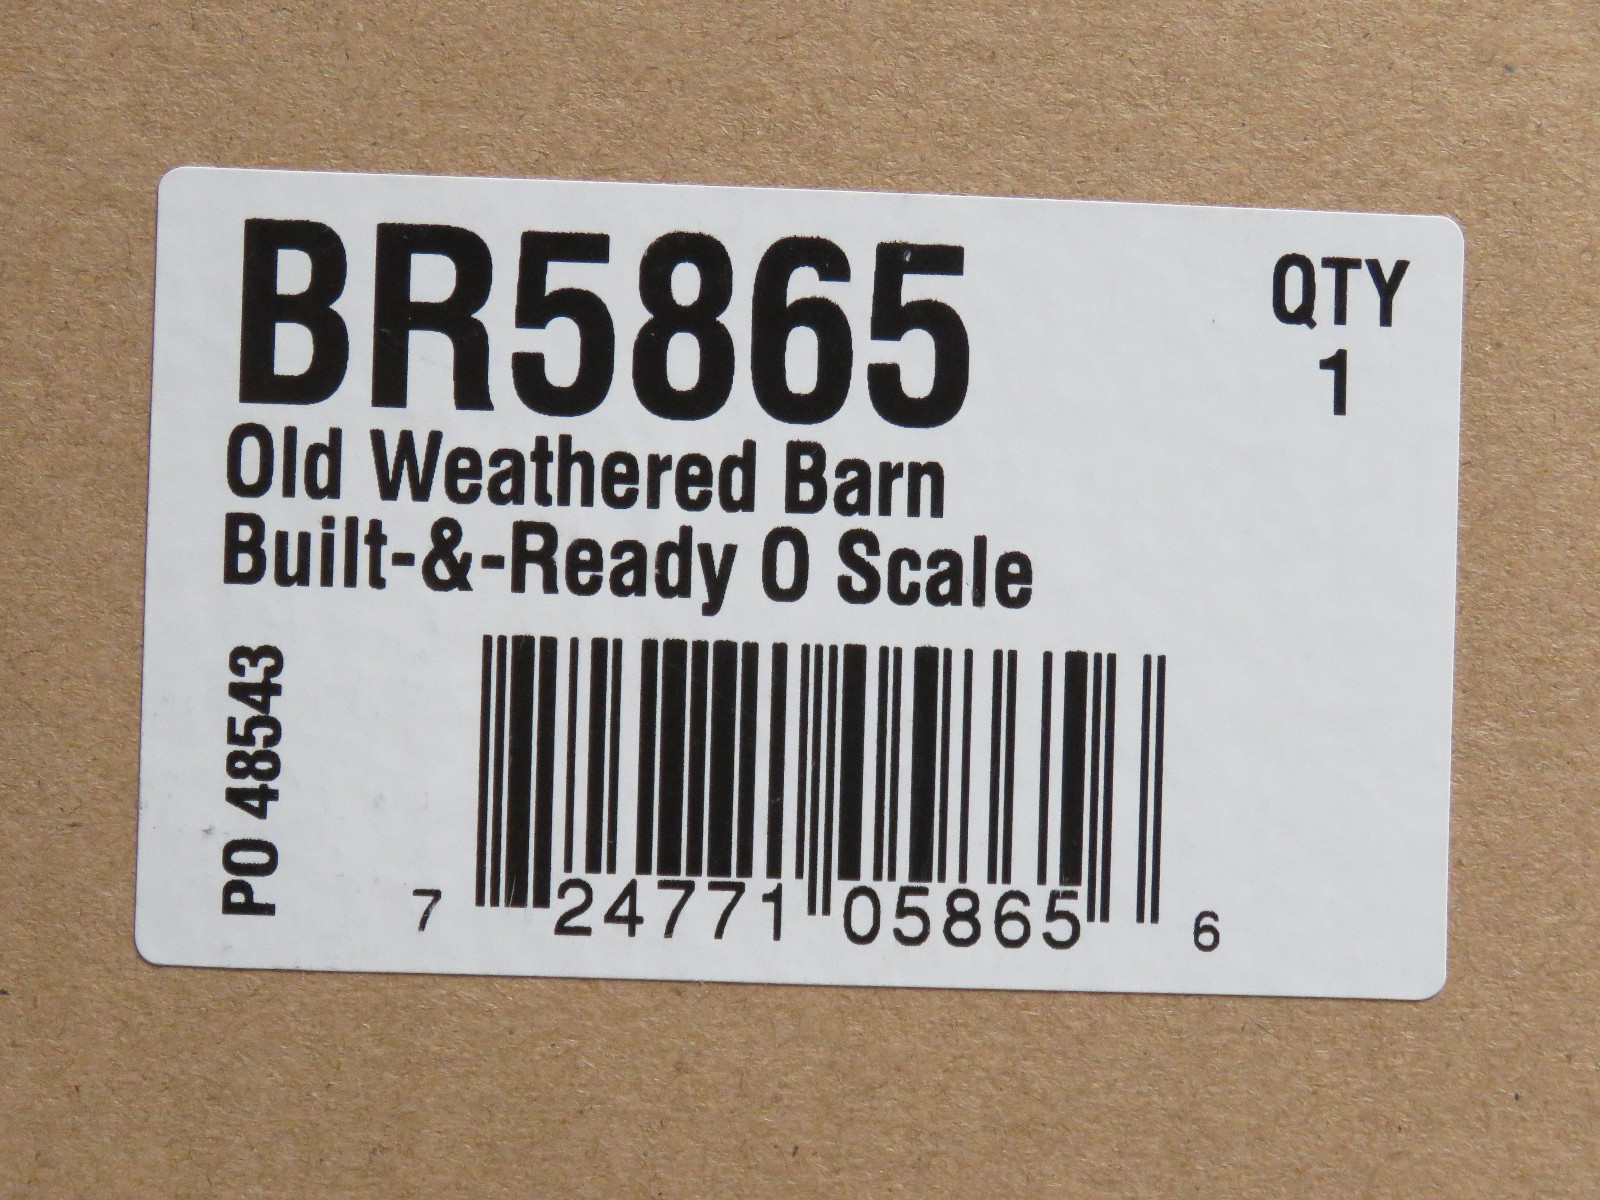 BR5865
QTY
1
Old Weathered Barn
Built-&-Ready O Scale
PO 48543
7 24771 05865 6